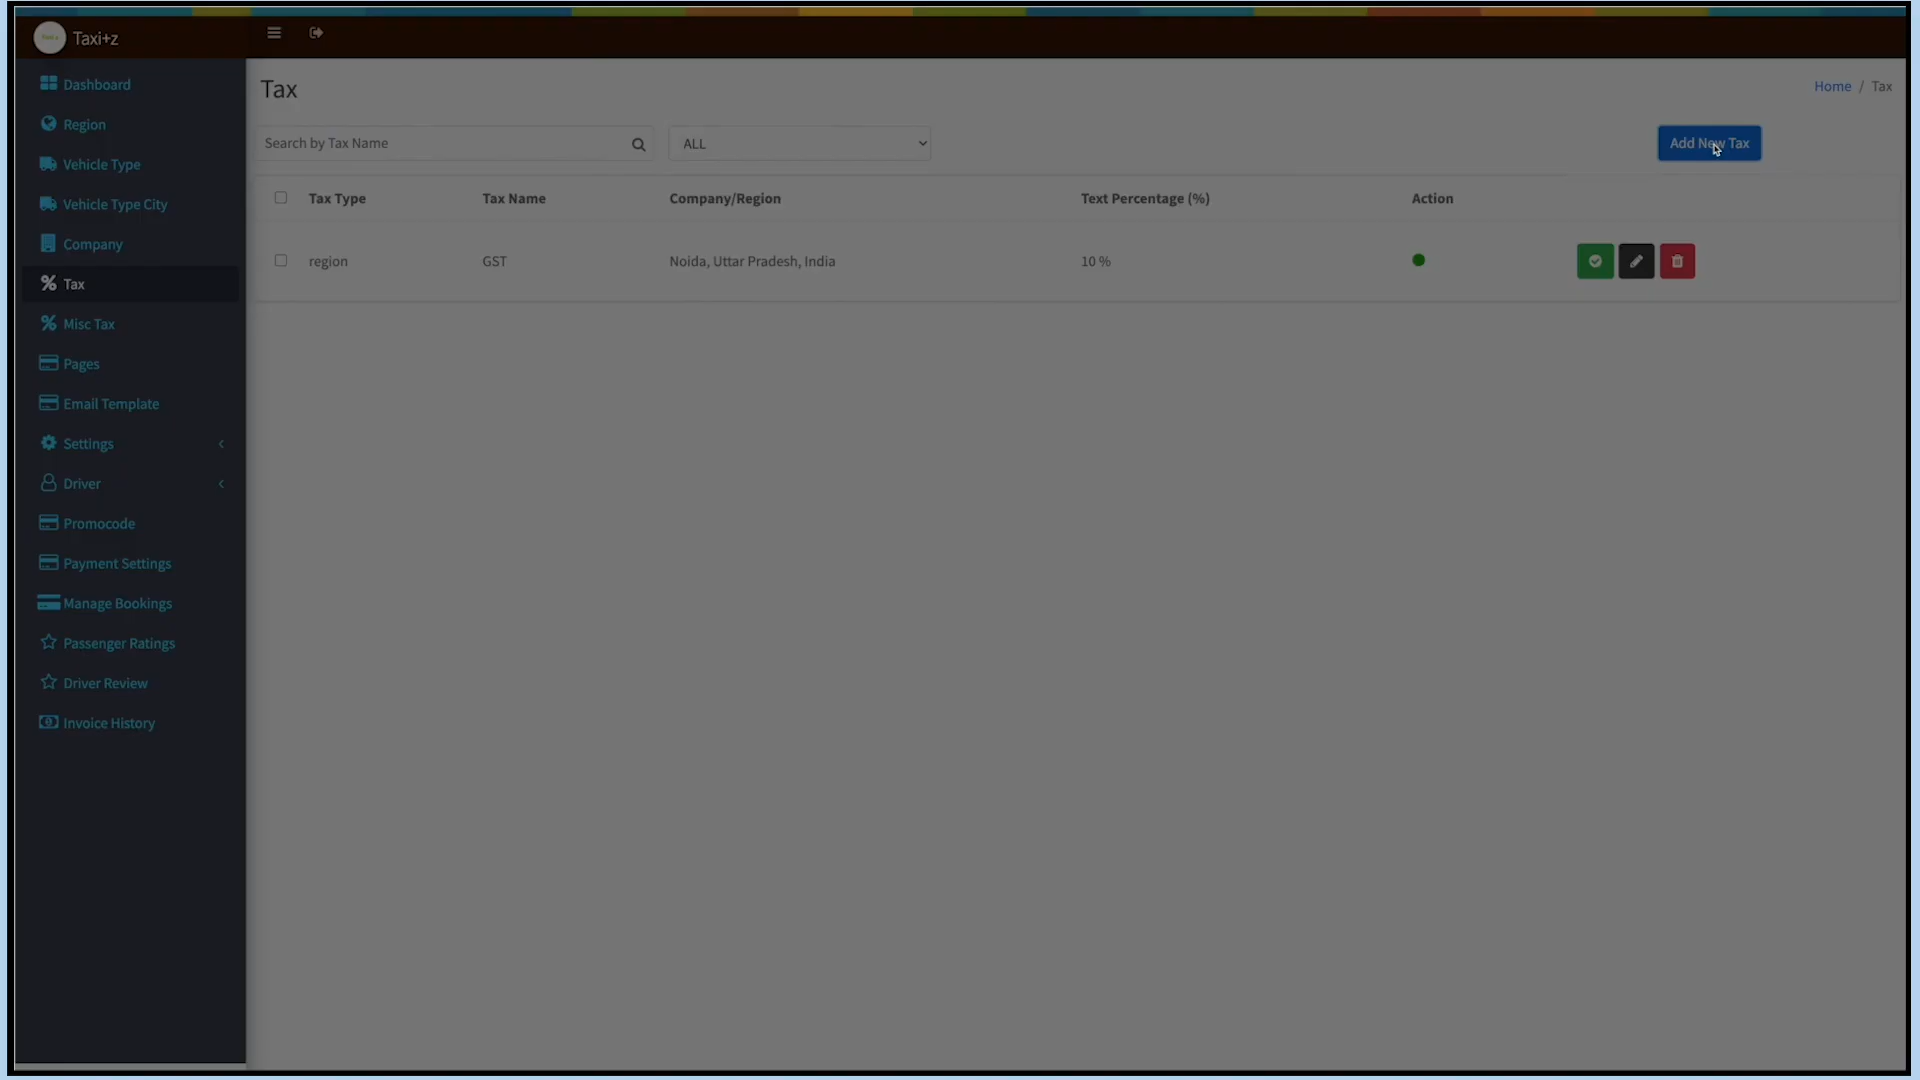 Taxi+z
Dashboard
Region
Vehicle Type
Vehicle Type City
Company
Tax
Misc Tax
Pages
Email Template
Settings
Driver
Promocode
Payment Settings
Manage Bookings
Passenger Ratings
Driver Review
Invoice History
Tax
Home / Tax
Search by Tax Name
ALL
Add New Tax
Tax Type Tax Name Company/Region Text Percentage (%) Action
region GST Noida, Uttar Pradesh, India 10 %